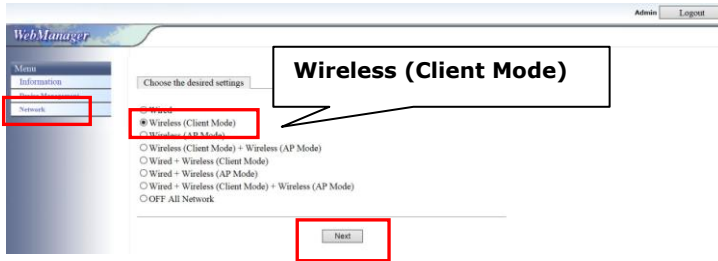 Admin Logout
WebManager
Menu
Information
Device Management
Network
Choose the desired settings
Wireless (Client Mode)
Wired
Wireless (Client Mode)
Wireless (AP Mode)
Wireless (Client Mode) + Wireless (AP Mode)
Wired + Wireless (Client Mode)
Wired + Wireless (AP Mode)
Wired + Wireless (Client Mode) + Wireless (AP Mode)
OFF All Network
Next